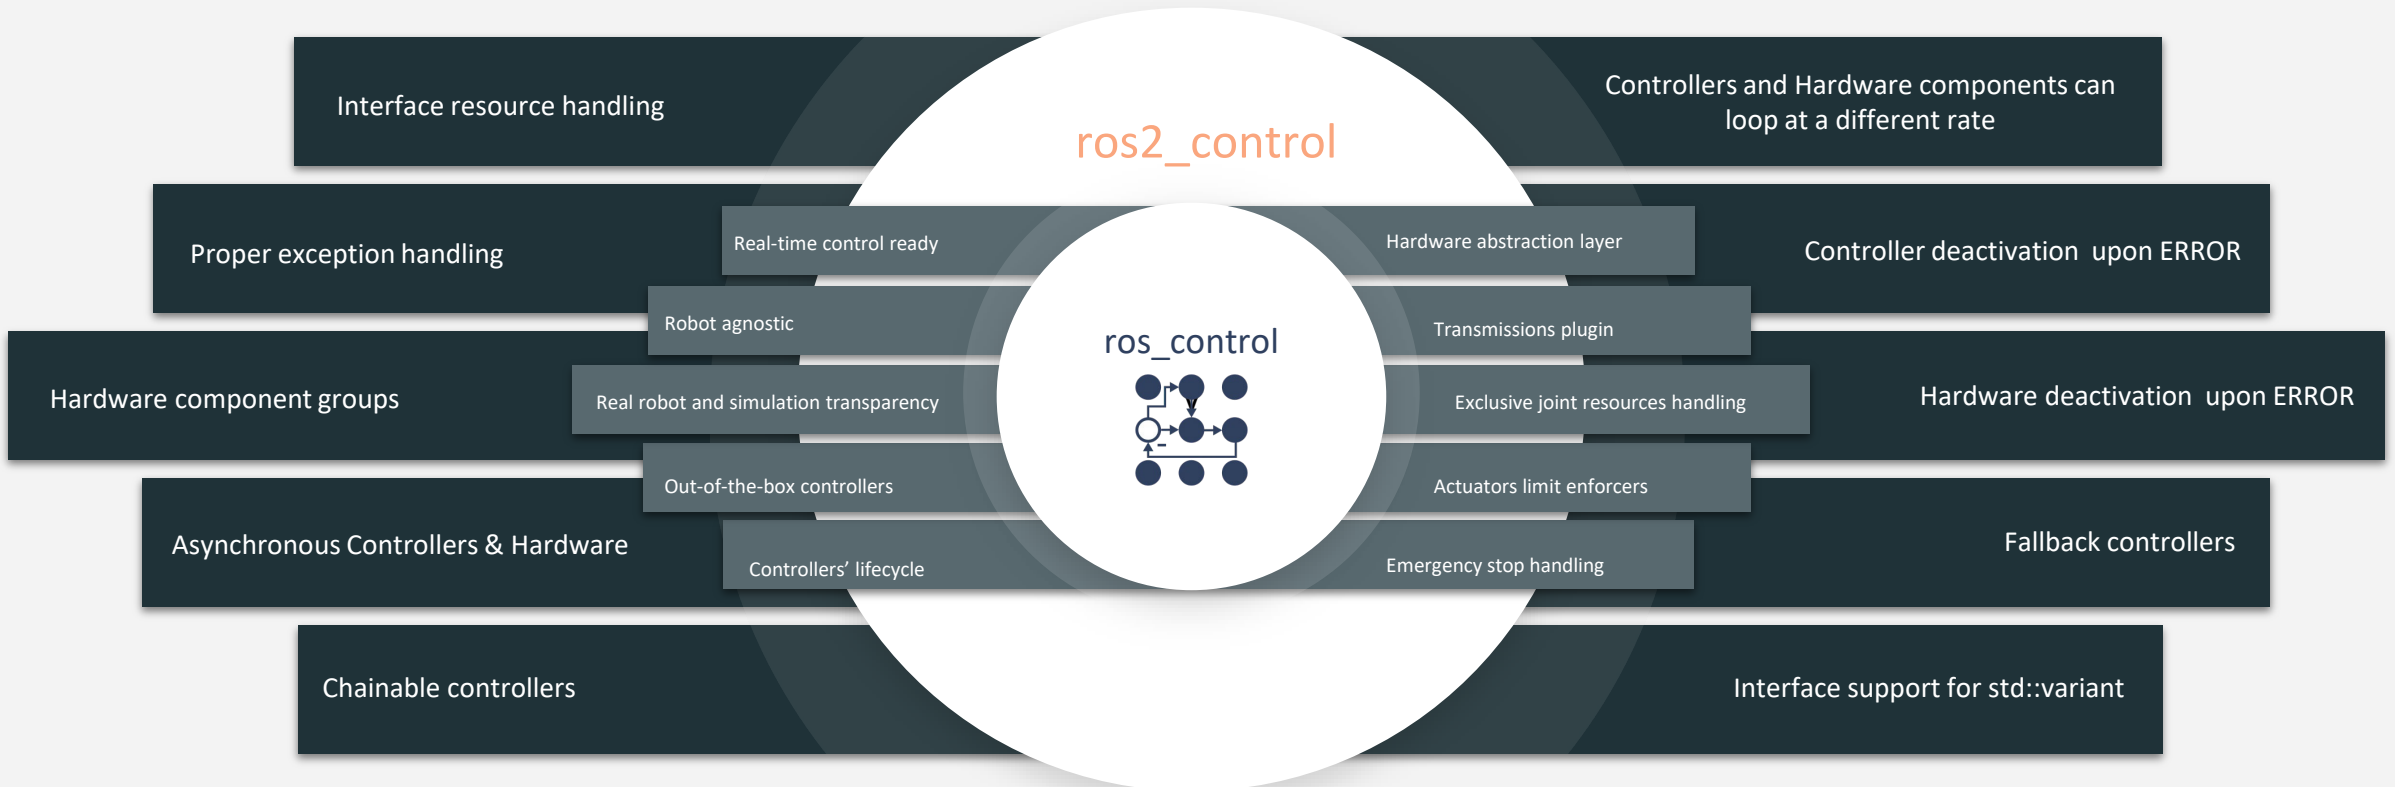 ros2_control
Interface resource handling
Proper exception handling
Hardware component groups
Asynchronous Controllers & Hardware
Chainable controllers
Controllers and Hardware components can
loop at a different rate
Controller deactivation upon ERROR
Hardware deactivation upon ERROR
Fallback controllers
Interface support for std::variant
ros_control
Real-time control ready
Robot agnostic
Real robot and simulation transparency
Out-of-the-box controllers
Controllers’ lifecycle
Hardware abstraction layer
Transmissions plugin
Exclusive joint resources handling
Actuators limit enforcers
Emergency stop handling